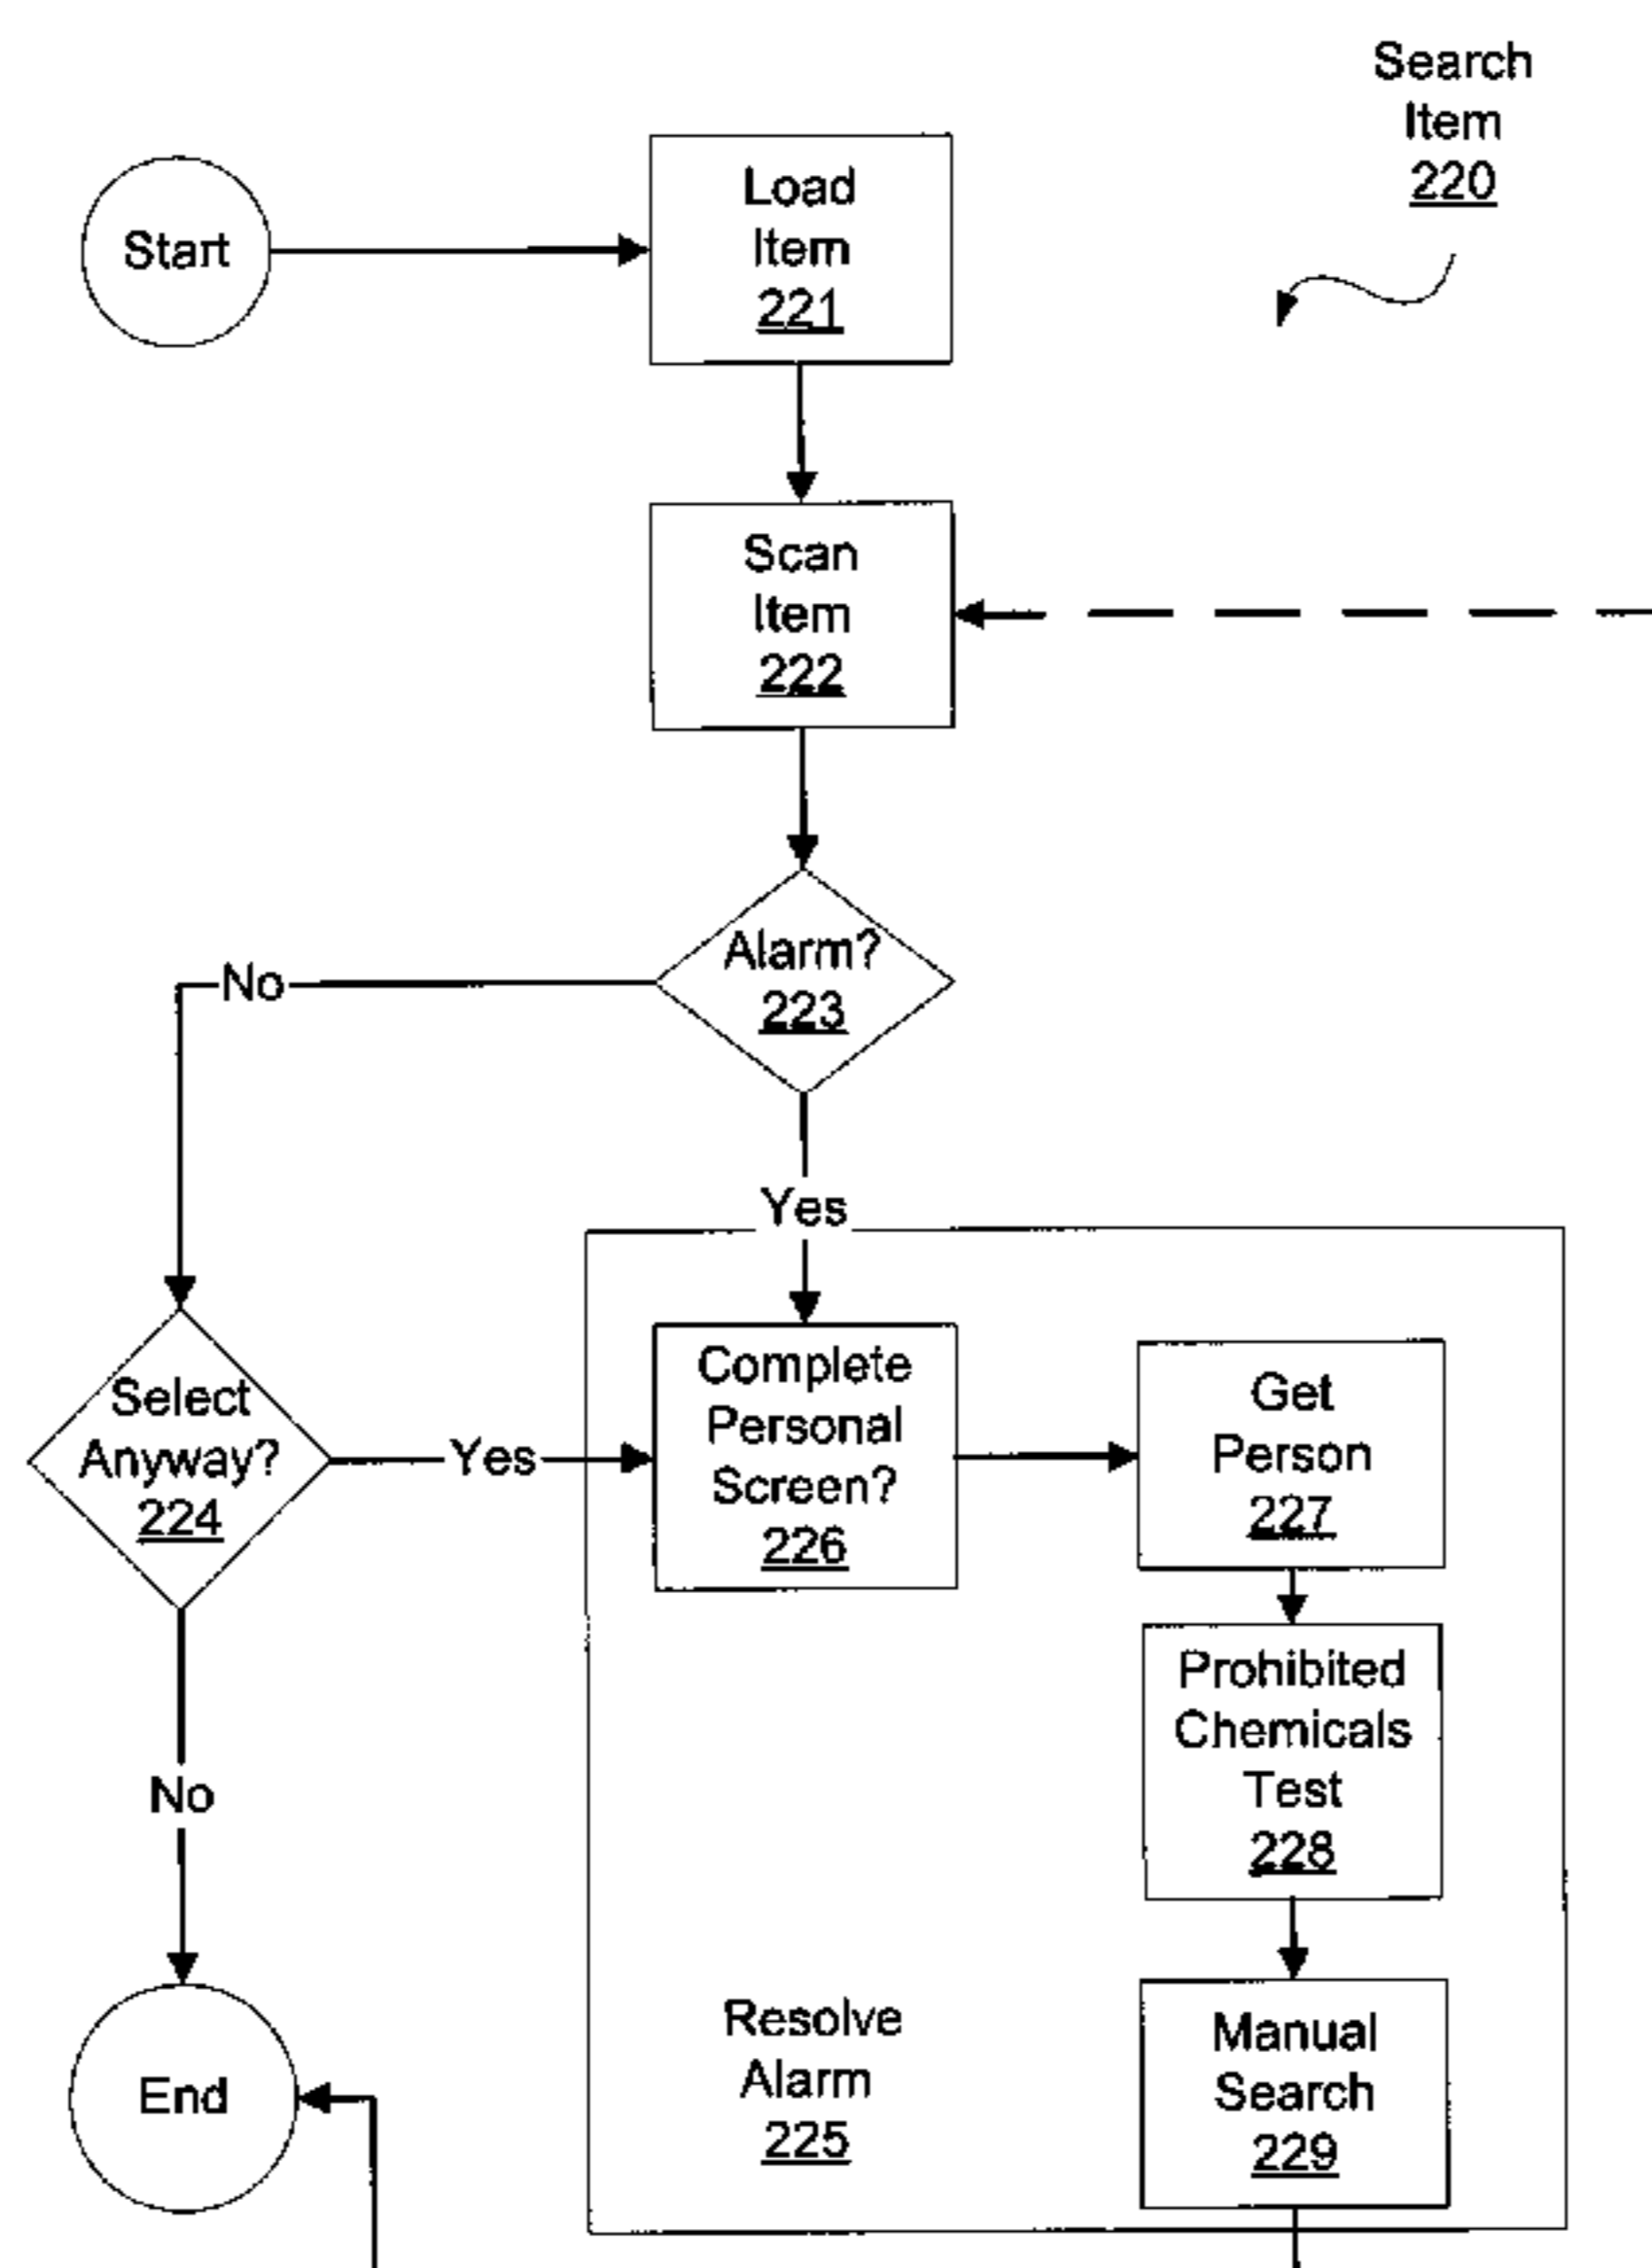 Search
Item
220
Start
Load
Item
221
Scan
Item
222
Alarm?
223
No
Yes
Select
Anyway?
224
Yes
Complete
Personal
Screen?
226
Get
Person
227
Prohibited
Chemicals
Test
228
No
Resolve
Alarm
225
Manual
Search
229
End